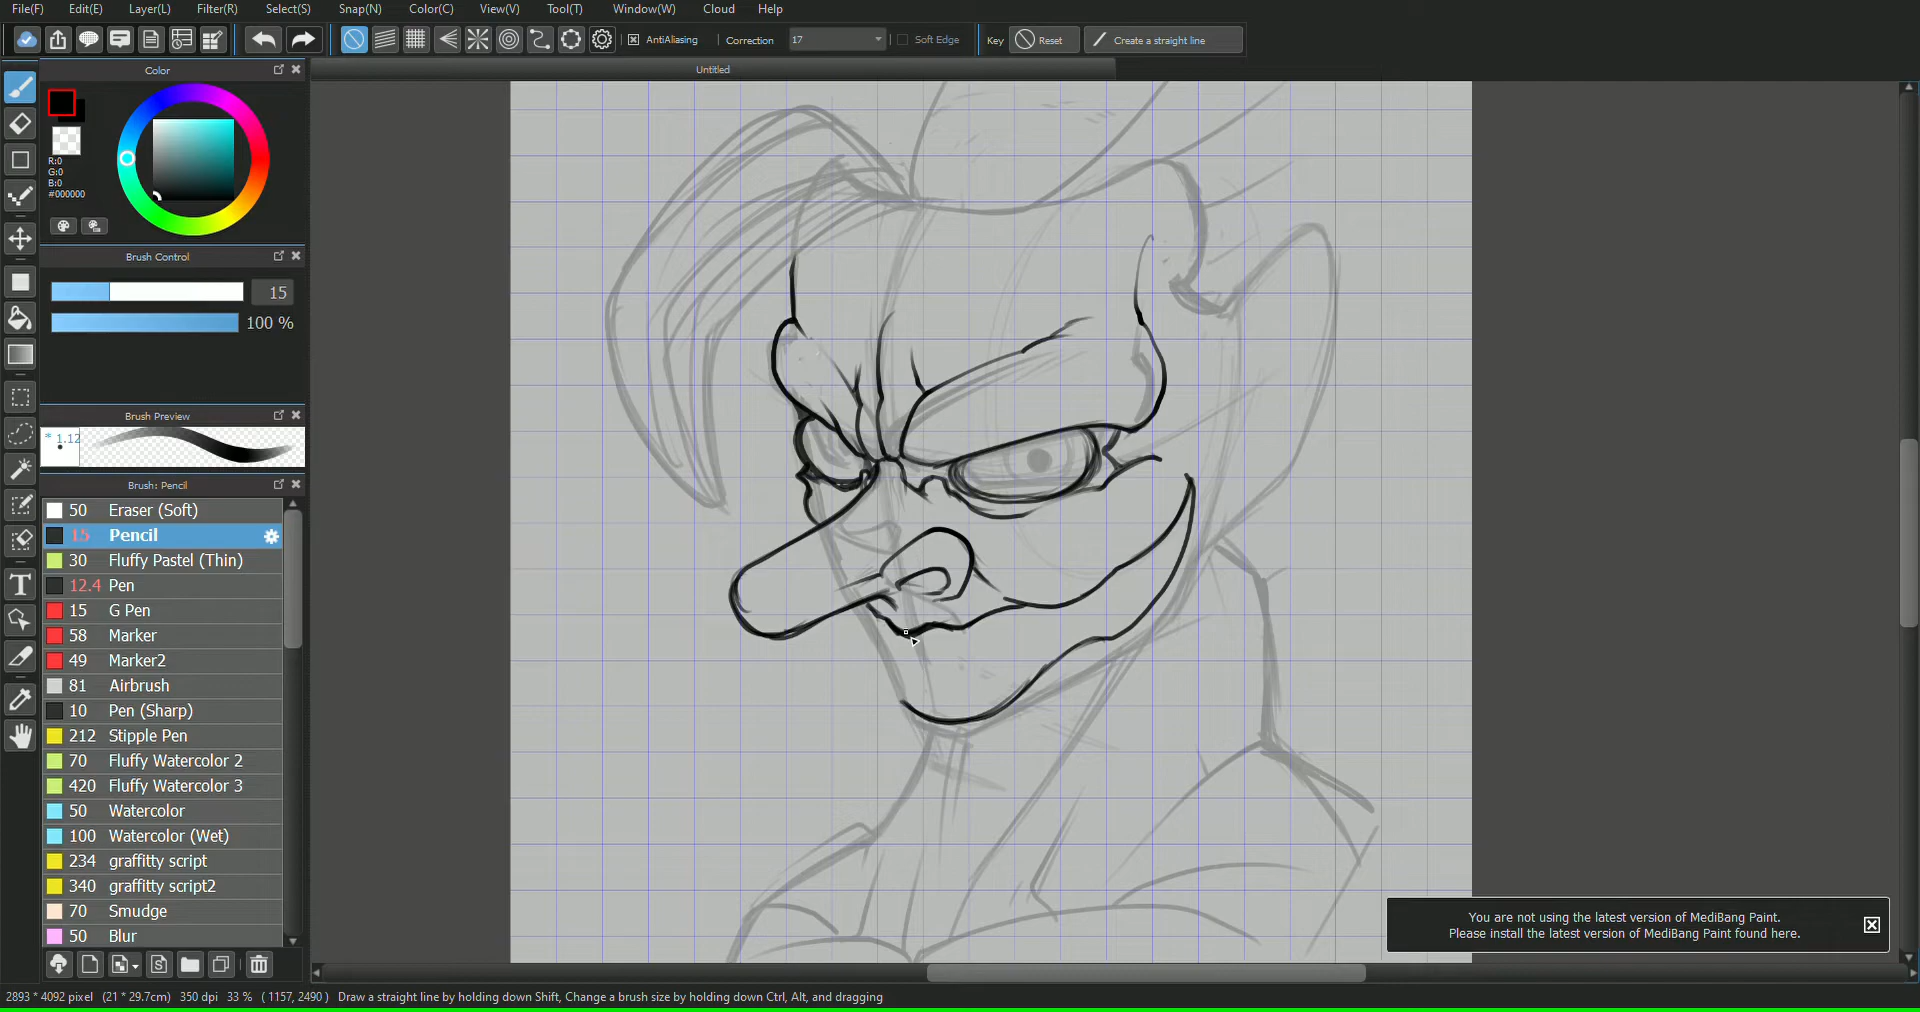 File(F) Edit(E) Layer(L) Filter(R) Select(S) Snap(N) Color(C) View(V) Tool(T) Window(W) Cloud Help
AntiAliasing Correction 17 Soft Edge Key Reset Create a straight line
Color
Untitled
R:0
G:0
B:0
#000000
Brush Control
15
100 %
Brush Preview
* 1.12
Brush: Pencil
50 Eraser (Soft)
15 Pencil
30 Fluffy Pastel (Thin)
12.4 Pen
15 G Pen
58 Marker
49 Marker2
81 Airbrush
10 Pen (Sharp)
212 Stipple Pen
70 Fluffy Watercolor 2
420 Fluffy Watercolor 3
50 Watercolor
100 Watercolor (Wet)
234 graffitty script
340 graffitty script2
70 Smudge
50 Blur
You are not using the latest version of MediBang Paint.
Please install the latest version of MediBang Paint found here.
2893 * 4092 pixel (21 * 29.7cm) 350 dpi 33 % ( 1157, 2490 ) Draw a straight line by holding down Shift, Change a brush size by holding down Ctrl, Alt, and dragging